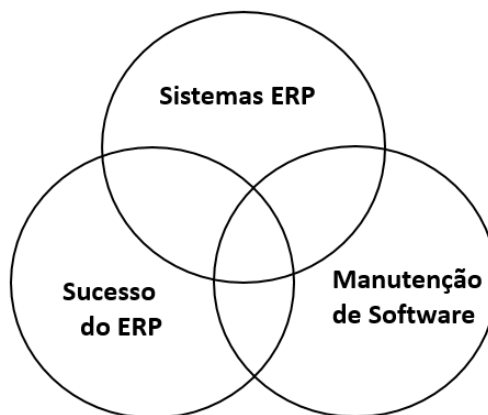 Sistemas ERP
Sucesso
do ERP
Manutenção
de Software